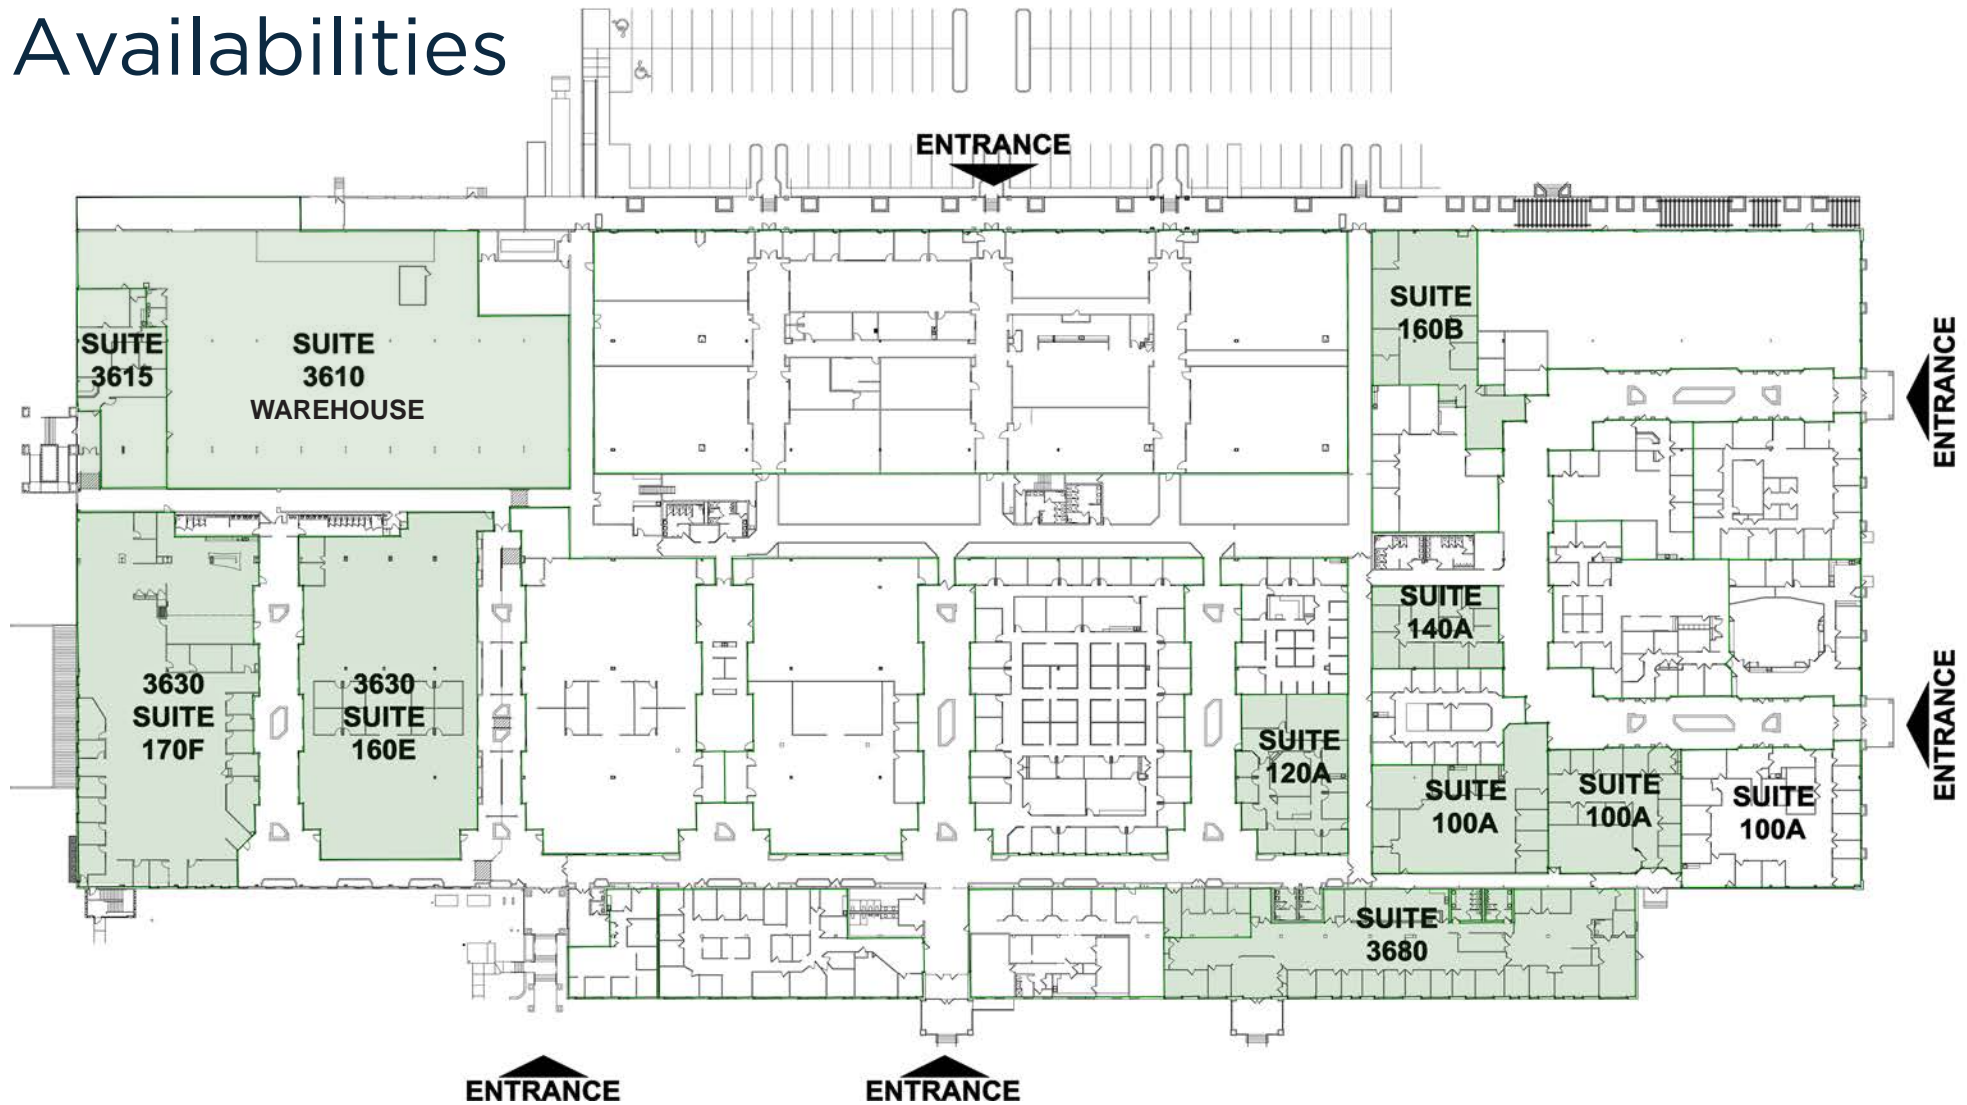 Availabilities
ENTRANCE
SUITE
160B
SUITE
3615
SUITE
3610
WAREHOUSE
ENTRANCE
SUITE
140A
3630
SUITE
170F
3630
SUITE
160E
SUITE
120A
SUITE
100A
SUITE
100A
SUITE
100A
ENTRANCE
SUITE
3680
ENTRANCE
ENTRANCE